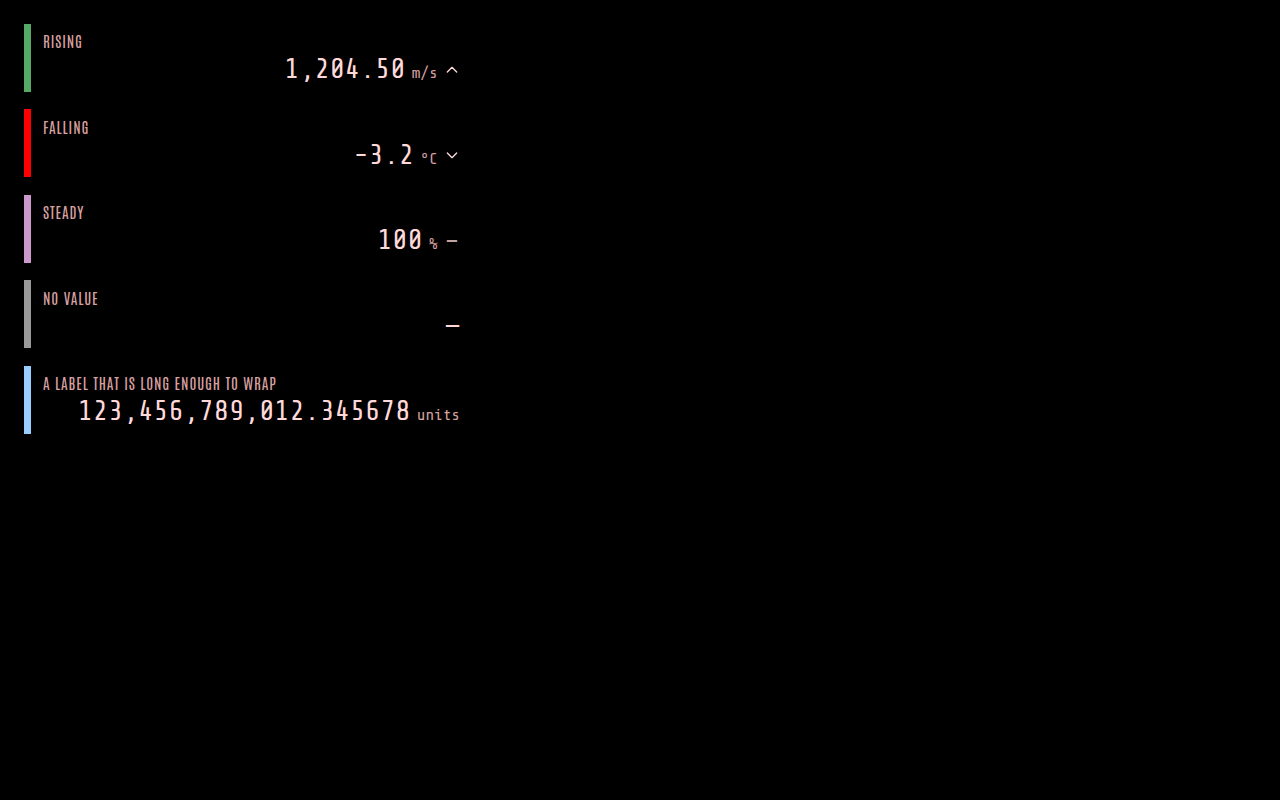 RISING
1,204.50 m/s
FALLING
−3.2 °C
STEADY
100 % —
NO VALUE
—
A LABEL THAT IS LONG ENOUGH TO WRAP
123,456,789,012.345678 units